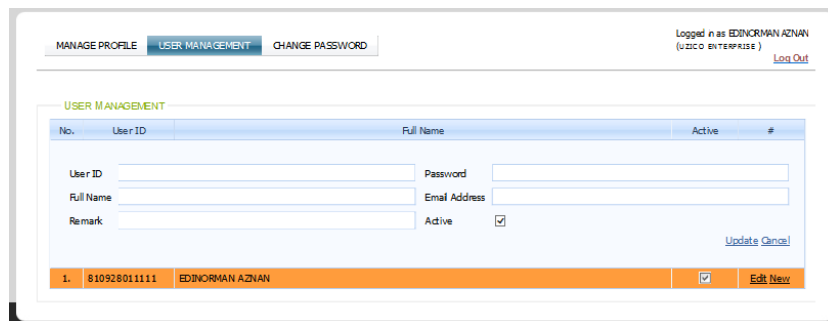 MANAGE PROFILE USER MANAGEMENT CHANGE PASSWORD
Logged in as EDINORMAN AZNAN
(UZICO ENTERPRISE )
Log Out
USER MANAGEMENT
No. User ID Full Name Active #
User ID Password
Full Name Email Address
Remark Active
Update Cancel
1. 810928011111 EDINORMAN AZNAN Edit New